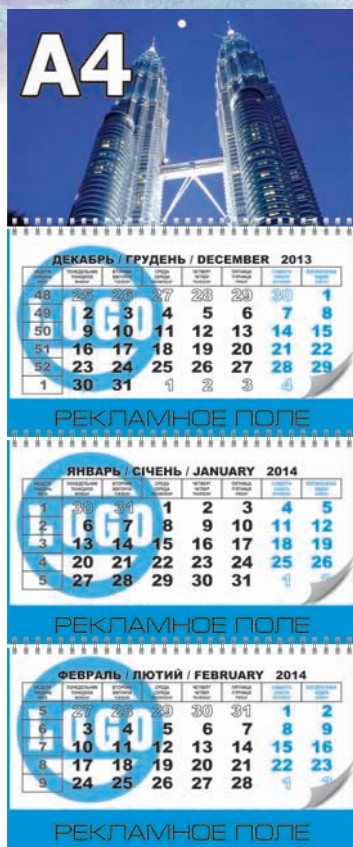 A4
ДЕКАБРЬ / ГРУДЕНЬ / DECEMBER 2013
48 25 26 27 28 29 30 1
49 2 3 4 5 6 7 8
50 9 10 11 12 13 14 15
51 16 17 18 19 20 21 22
52 23 24 25 26 27 28 29
1 30 31 1 2 3 4
LOGO
РЕКЛАМНОЕ ПОЛЕ
ЯНВАРЬ / СІЧЕНЬ / JANUARY 2014
1 30 31 1 2 3 4 5
2 6 7 8 9 10 11 12
3 13 14 15 16 17 18 19
4 20 21 22 23 24 25 26
5 27 28 29 30 31 1
LOGO
РЕКЛАМНОЕ ПОЛЕ
ФЕВРАЛЬ / ЛЮТИЙ / FEBRUARY 2014
5 27 28 29 30 31 1 2
6 3 4 5 6 7 8 9
7 10 11 12 13 14 15 16
8 17 18 19 20 21 22 23
9 24 25 26 27 28 1
LOGO
РЕКЛАМНОЕ ПОЛЕ